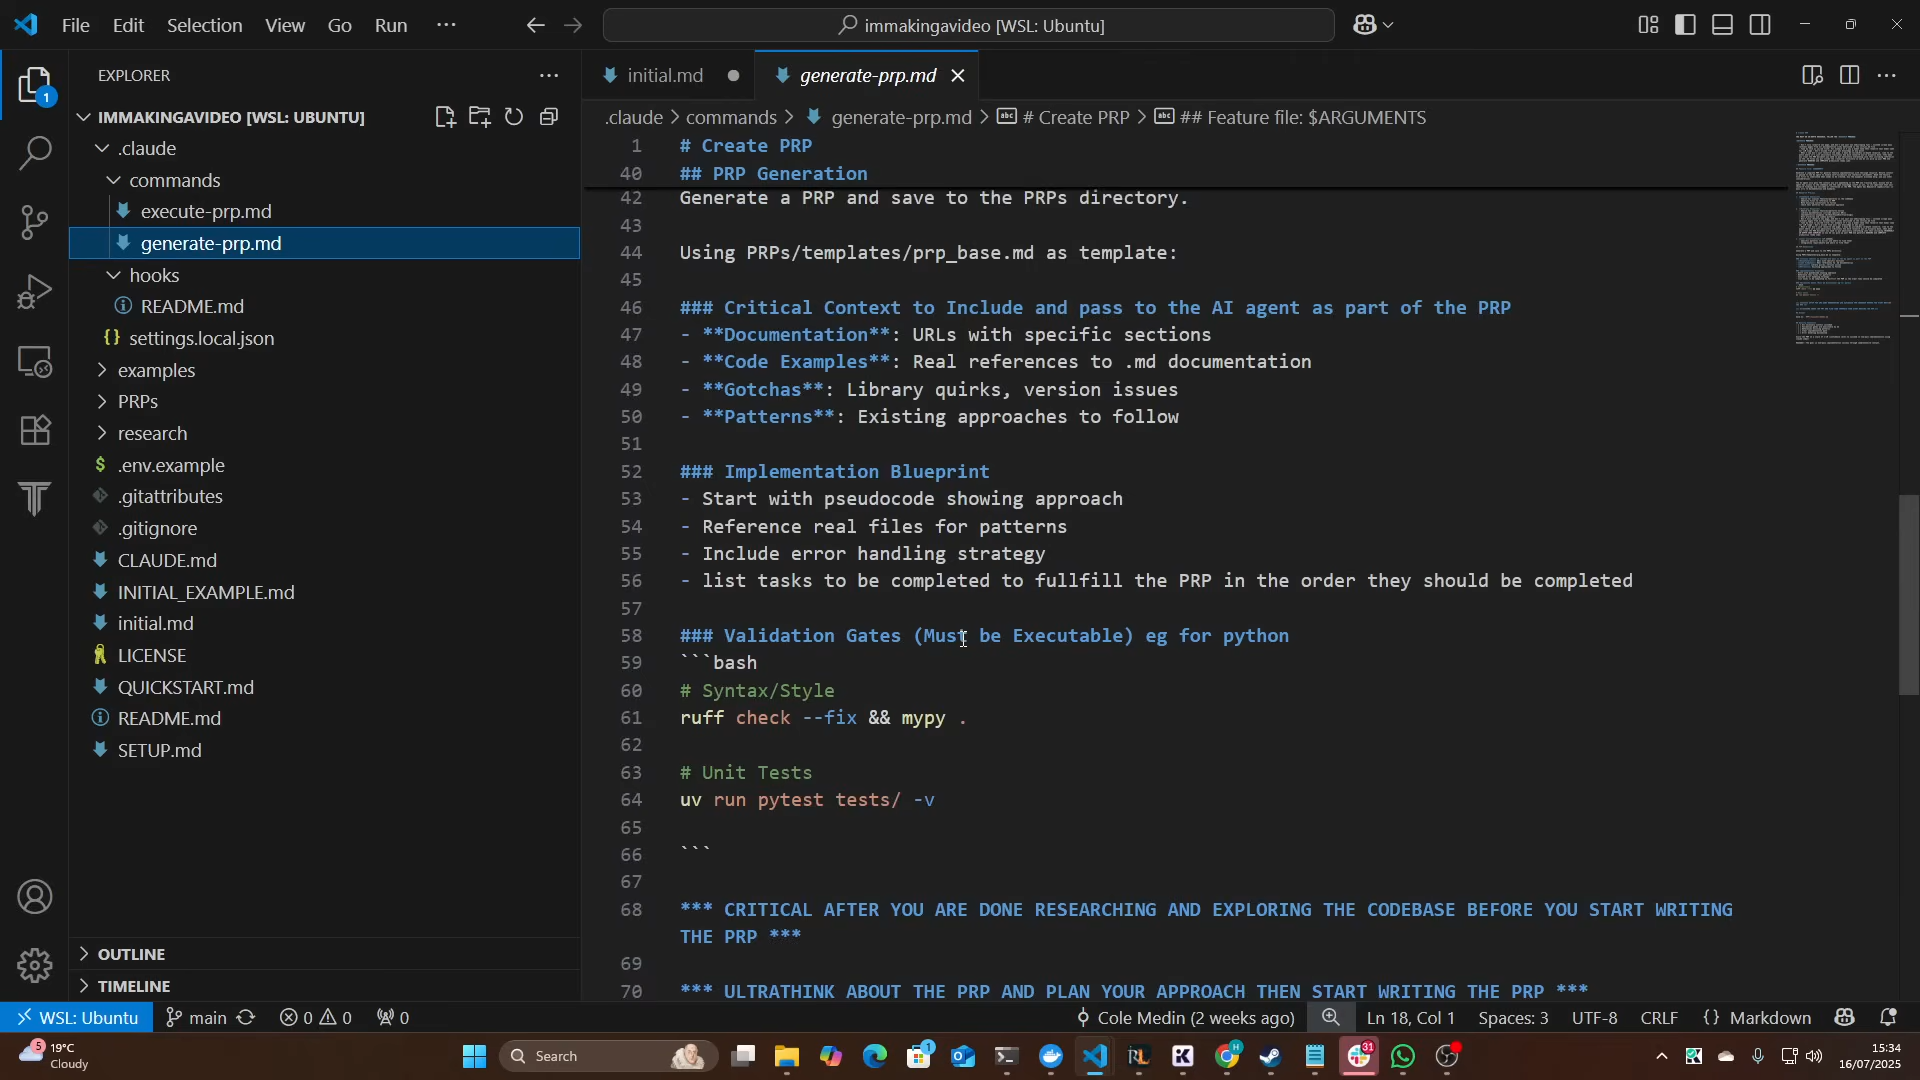 File Edit Selection View Go Run ···
immakingavideo [WSL: Ubuntu]
EXPLORER
initial.md
generate-prp.md
1
IMMAKINGAVIDEO [WSL: UBUNTU]
.claude
commands
execute-prp.md
generate-prp.md
hooks
README.md
settings.local.json
examples
PRPs
research
.env.example
.gitattributes
.gitignore
CLAUDE.md
INITIAL_EXAMPLE.md
initial.md
LICENSE
QUICKSTART.md
README.md
SETUP.md
OUTLINE
TIMELINE
.claude > commands > generate-prp.md > # Create PRP > ## Feature file: $ARGUMENTS
1 # Create PRP
40 ## PRP Generation
42 Generate a PRP and save to the PRPs directory.
43
44 Using PRPs/templates/prp_base.md as template:
45
46 ### Critical Context to Include and pass to the AI agent as part of the PRP
47 - **Documentation**: URLs with specific sections
48 - **Code Examples**: Real references to .md documentation
49 - **Gotchas**: Library quirks, version issues
50 - **Patterns**: Existing approaches to follow
51
52 ### Implementation Blueprint
53 - Start with pseudocode showing approach
54 - Reference real files for patterns
55 - Include error handling strategy
56 - list tasks to be completed to fullfill the PRP in the order they should be completed
57
58 ### Validation Gates (Must be Executable) eg for python
59 ```bash
60 # Syntax/Style
61 ruff check --fix && mypy .
62
63 # Unit Tests
64 uv run pytest tests/ -v
65
66 ```
67
68 *** CRITICAL AFTER YOU ARE DONE RESEARCHING AND EXPLORING THE CODEBASE BEFORE YOU START WRITING
THE PRP ***
69
70 *** ULTRATHINK ABOUT THE PRP AND PLAN YOUR APPROACH THEN START WRITING THE PRP ***
WSL: Ubuntu main 0 0 0 Cole Medin (2 weeks ago) Ln 18, Col 1 Spaces: 3 UTF-8 CRLF {} Markdown
5 19°C
Cloudy
Search
1
31
15:34
16/07/2025